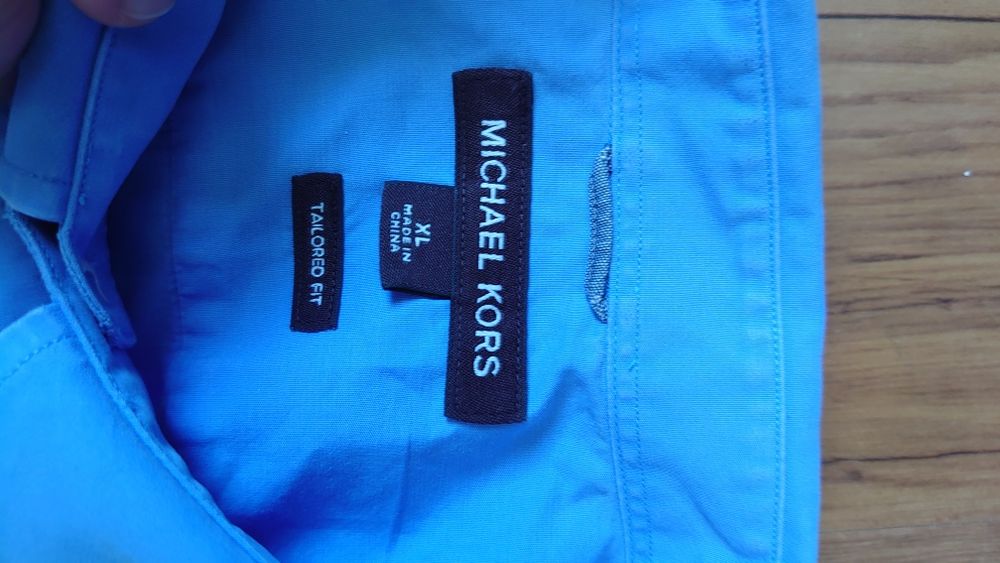 MICHAEL KORS
XL
MADE IN
CHINA
TAILORED FIT